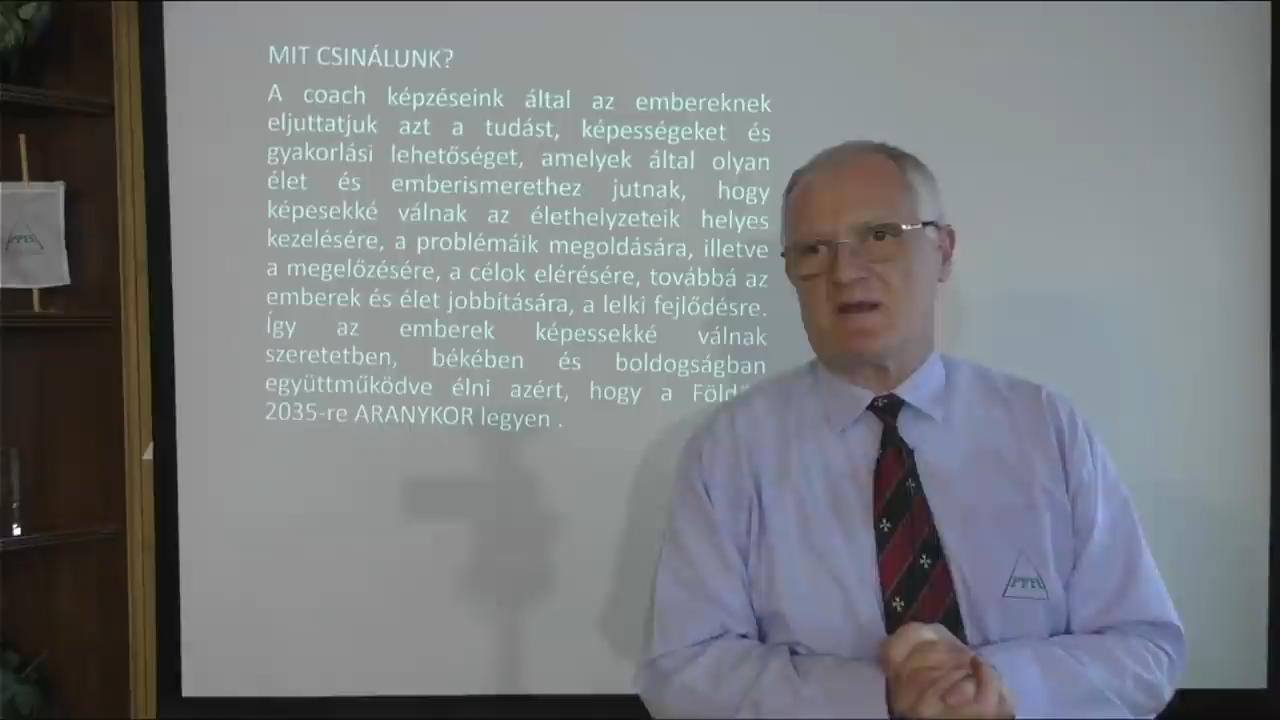 MIT CSINÁLUNK?
A coach képzéseink által az embereknek
eljuttatjuk azt a tudást, képességeket és
gyakorlási lehetőséget, amelyek által olyan
élet és emberismerethez jutnak, hogy
képesekké válnak az élethelyzeteik helyes
kezelésére, a problémáik megoldására, illetve
a megelőzésére, a célok elérésére, továbbá az
emberek és élet jobbítására, a lelki fejlődésre.
Így az emberek képessekké válnak
szeretetben, békében és boldogságban
együttműködve élni azért, hogy a
2035-re ARANYKOR legyen .